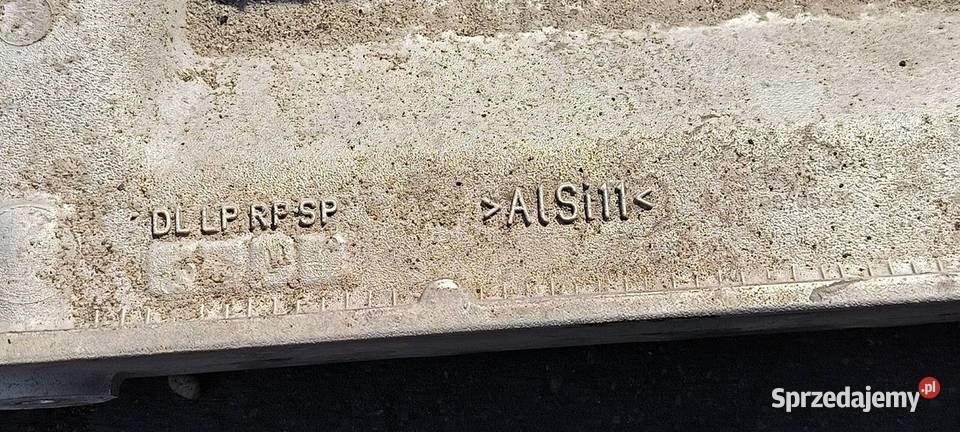 DL LP RP SP >AlSi11<
Sprzedajemy.pl